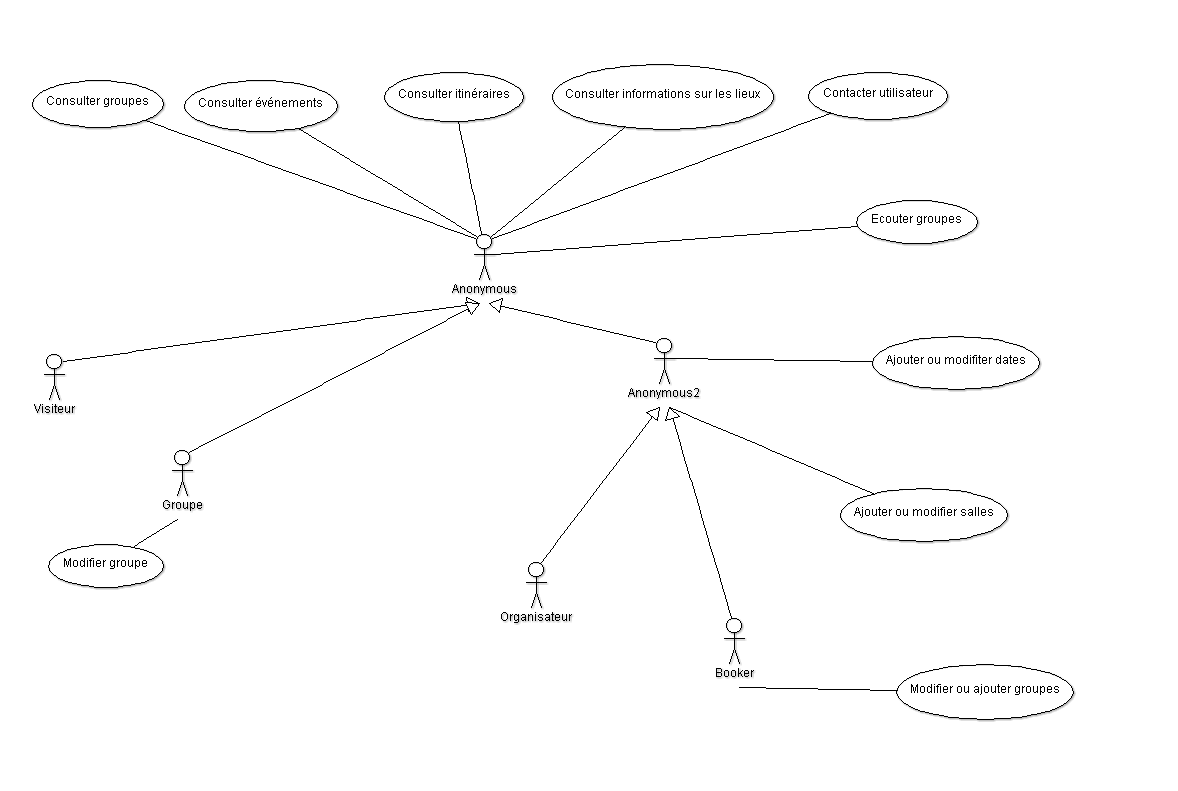 Consulter groupes
Consulter événements
Consulter itinéraires
Consulter informations sur les lieux
Contacter utilisateur
Ecouter groupes
Anonymous
Visiteur
Anonymous2
Ajouter ou modifiter dates
Groupe
Modifier groupe
Ajouter ou modifier salles
Organisateur
Booker
Modifier ou ajouter groupes